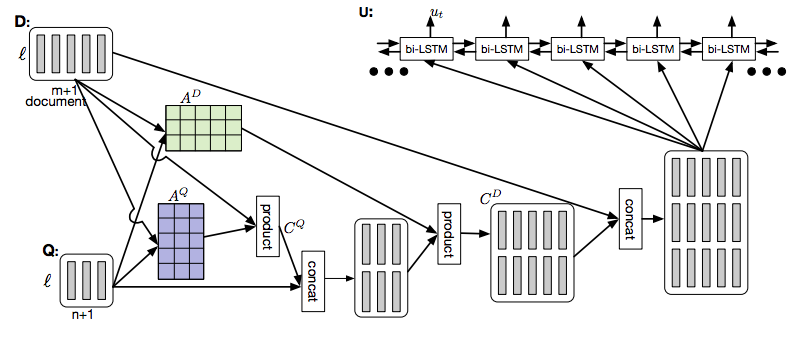 D:
U:
u_t
bi-LSTM bi-LSTM bi-LSTM bi-LSTM bi-LSTM
ℓ
m+1
document
A^D
A^Q
product
C^Q
product
C^D
concat
Q:
ℓ
concat
n+1